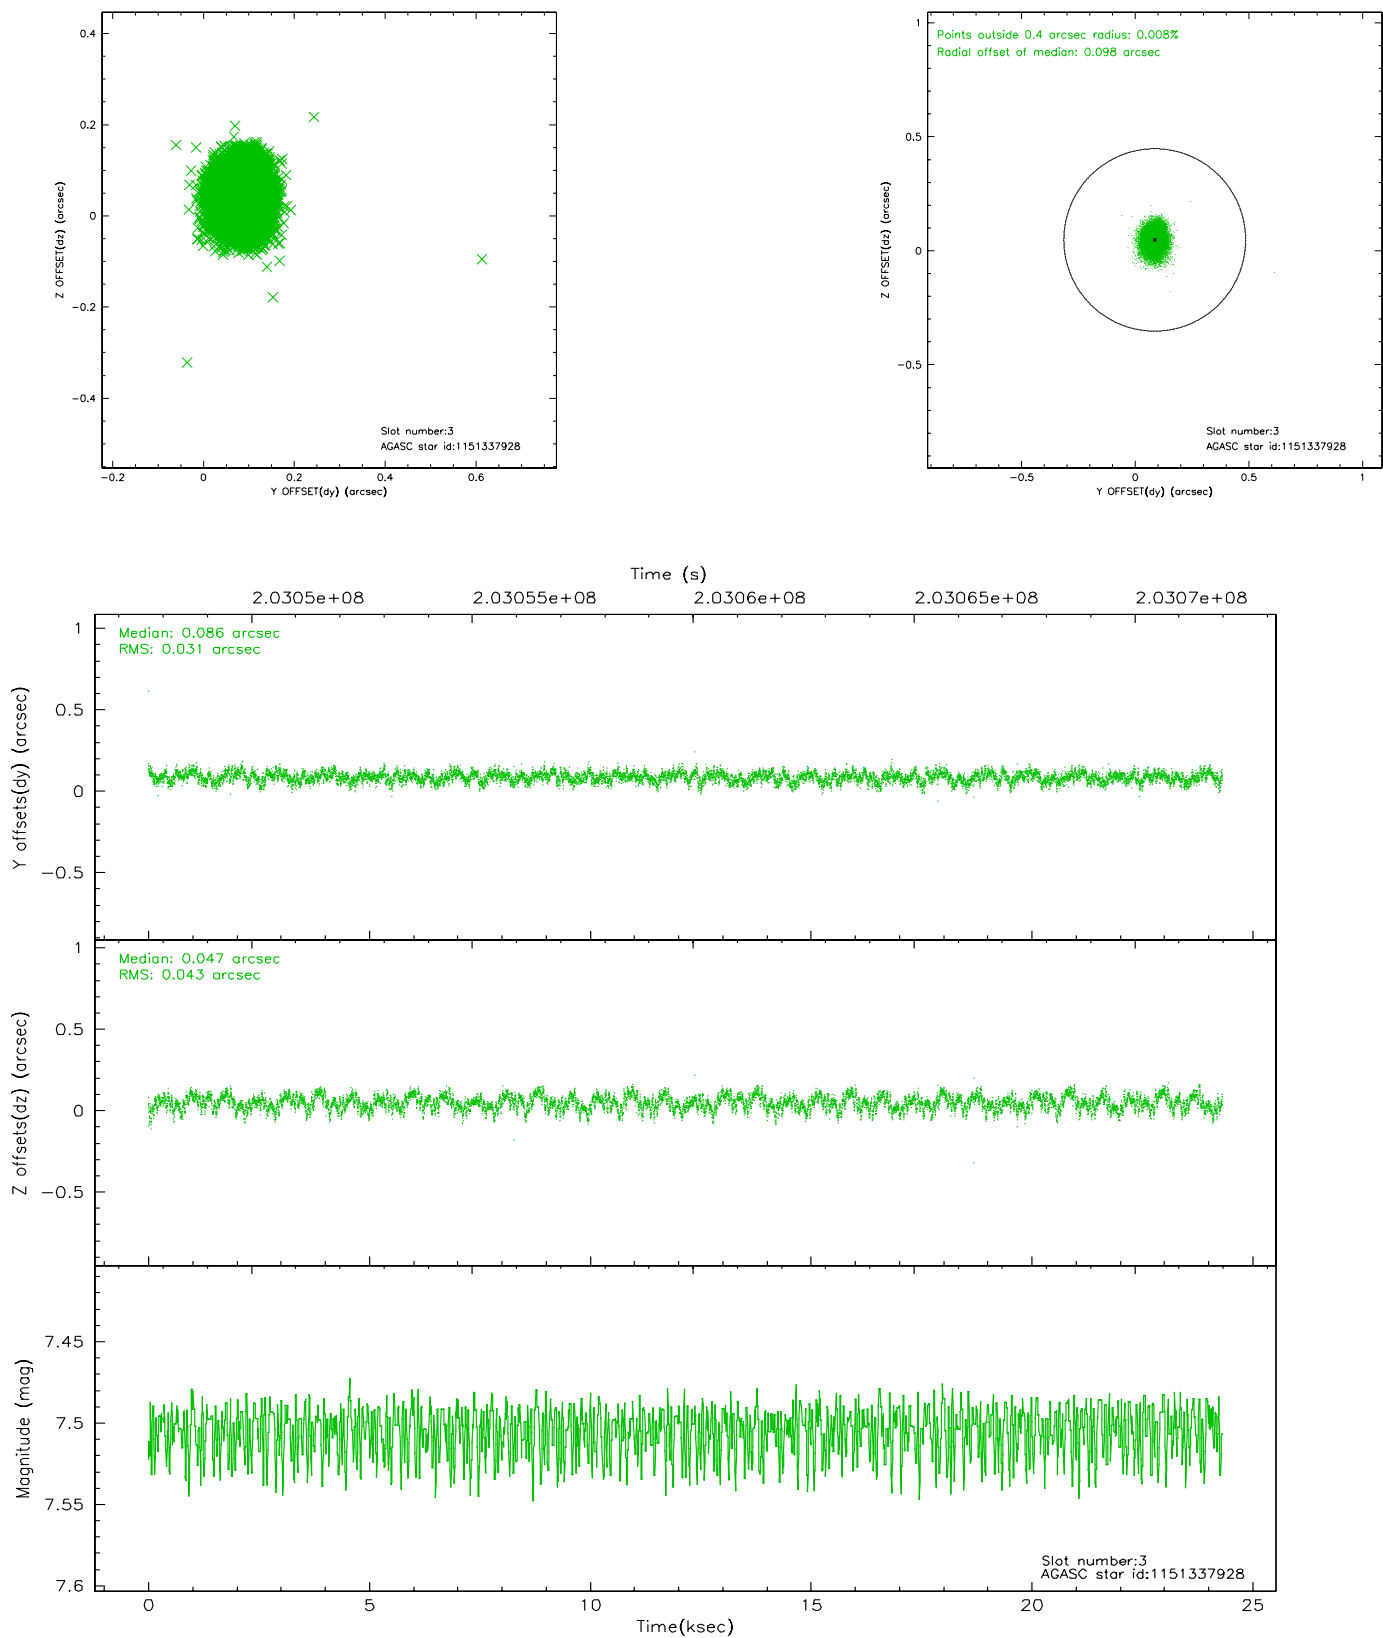 0.4
0.2
0
−0.2
−0.4
Z OFFSET(dz) (arcsec)
Slot number:3
AGASC star id:1151337928
−0.2 0 0.2 0.4 0.6
Y OFFSET(dy) (arcsec)
Points outside 0.4 arcsec radius: 0.008%
Radial offset of median: 0.098 arcsec
1
0.5
0
−0.5
Z OFFSET(dz) (arcsec)
Slot number:3
AGASC star id:1151337928
−0.5 0 0.5 1
Y OFFSET(dy) (arcsec)
Time (s)
2.0305e+08 2.03055e+08 2.0306e+08 2.03065e+08 2.0307e+08
Median: 0.086 arcsec
RMS: 0.031 arcsec
1
0.5
0
−0.5
Y offsets(dy) (arcsec)
Median: 0.047 arcsec
RMS: 0.043 arcsec
1
0.5
0
−0.5
Z offsets(dz) (arcsec)
7.45
7.5
7.55
7.6
Magnitude (mag)
Slot number:3
AGASC star id:1151337928
0 5 10 15 20 25
Time(ksec)